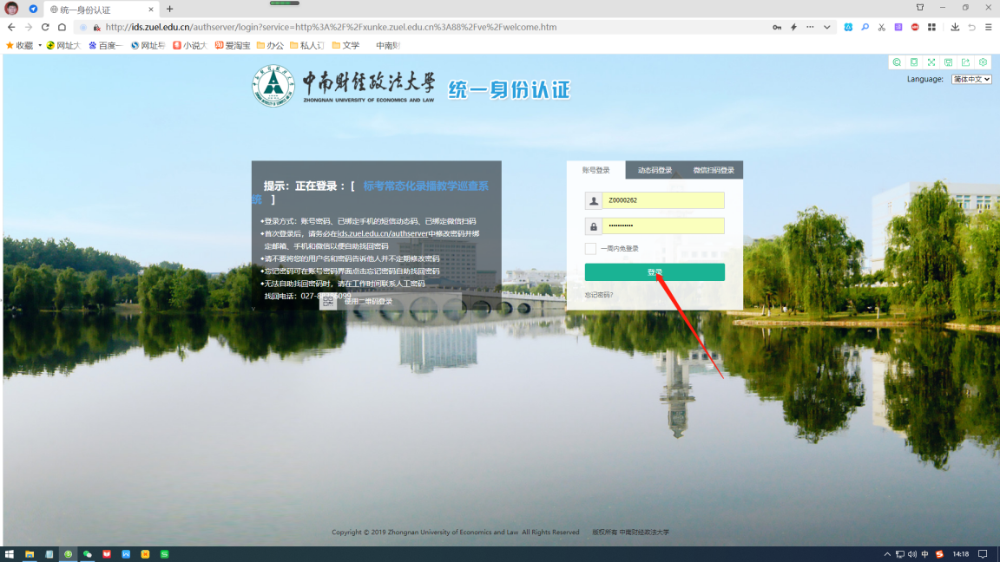 统一身份认证
http://ids.zuel.edu.cn/authserver/login?service=http%3A%2F%2Fxunke.zuel.edu.cn%3A88%2Fve%2Fwelcome.htm
收藏 网址大 百度一 网址导 小说大 爱淘宝 办公 私人订 文学 中南财
中南财经政法大学 统一身份认证
ZHONGNAN UNIVERSITY OF ECONOMICS AND LAW
Language: 简体中文
提示：正在登录：[ 标考常态化录播教学巡查系
统 ]
•登录方式：账号密码、已绑定手机的短信动态码、已绑定微信扫码
•首次登录后，请务必在ids.zuel.edu.cn/authserver中修改密码并绑
定邮箱、手机和微信以便自助找回密码
•请不要将您的用户名和密码告诉他人并不定期修改密码
•忘记密码可在账号密码界面点击忘记密码自助找回密码
•无法自助找回密码时，请在工作时间联系人工密码
找回电话：027-
使用二维码登录
账号登录 动态码登录 微信扫码登录
Z0000262
•••••••••••
一周内免登录
登录
忘记密码?
Copyright © 2019 Zhongnan University of Economics and Law All Rights Reserved 版权所有 中南财经政法大学
中 14:18